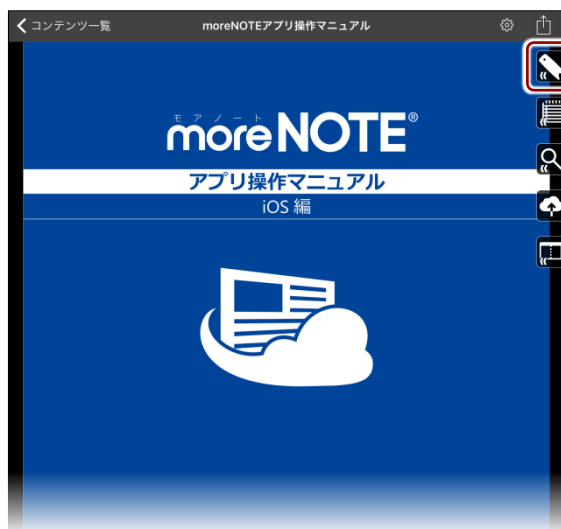 コンテンツ一覧
moreNOTEアプリ操作マニュアル
モアノート
moreNOTE®
アプリ操作マニュアル
iOS 編